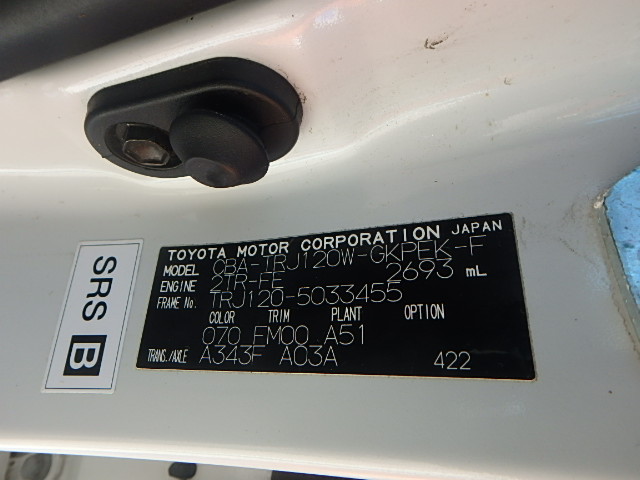 TOYOTA MOTOR CORPORATION JAPAN
MODEL CBA-TRJ120W-GKPEK-F
ENGINE 2TR-FE 2693 mL
FRAME No. TRJ120-5033455
COLOR TRIM PLANT OPTION
070 FM00 A51
TRANS./AXLE A343F A03A 422
SRS B